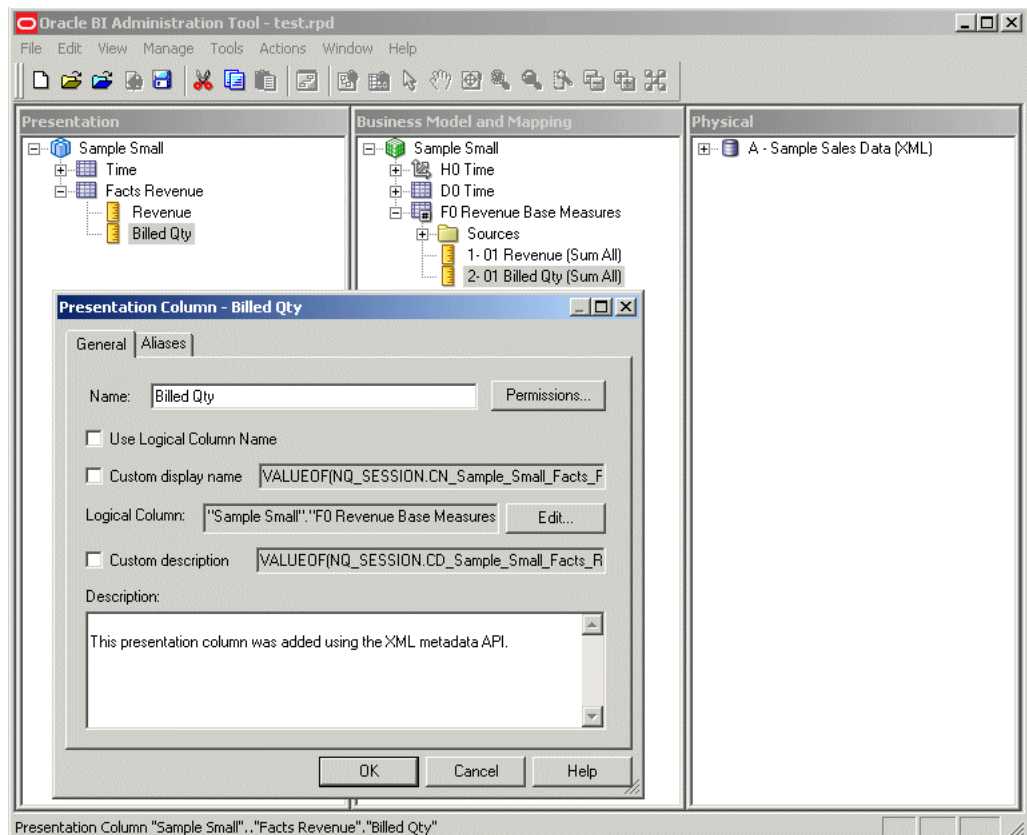 Oracle BI Administration Tool - test.rpd
File Edit View Manage Tools Actions Window Help
Presentation
Sample Small
Time
Facts Revenue
Revenue
Billed Qty
Business Model and Mapping
Sample Small
H0 Time
D0 Time
F0 Revenue Base Measures
Sources
1- 01 Revenue (Sum All)
2- 01 Billed Qty (Sum All)
Physical
A - Sample Sales Data (XML)
Presentation Column - Billed Qty
General Aliases
Name: Billed Qty Permissions...
Use Logical Column Name
Custom display name VALUEOF(NQ_SESSION.CN_Sample_Small_Facts_F
Logical Column: "Sample Small"."F0 Revenue Base Measures Edit...
Custom description VALUEOF(NQ_SESSION.CD_Sample_Small_Facts_R
Description:
This presentation column was added using the XML metadata API.
OK Cancel Help
Presentation Column "Sample Small".."Facts Revenue"."Billed Qty"